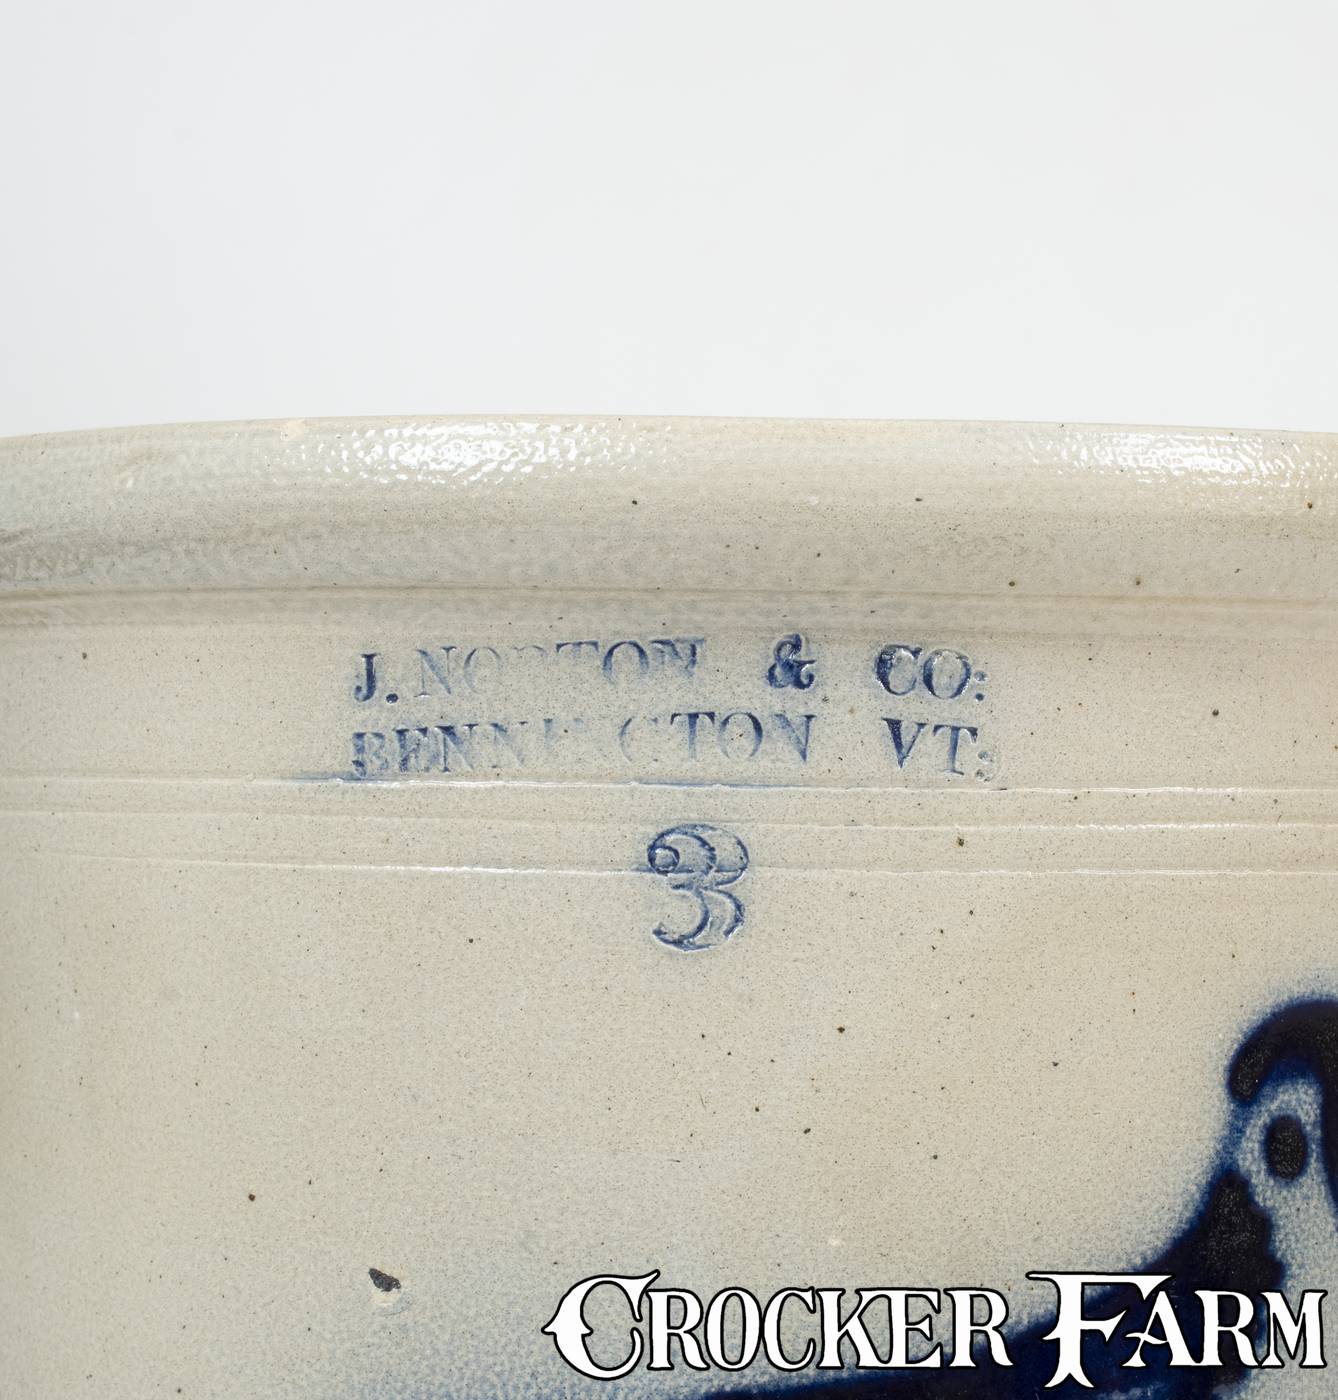 J. NORTON & CO:
BENNINGTON VT:
3
CROCKER FARM